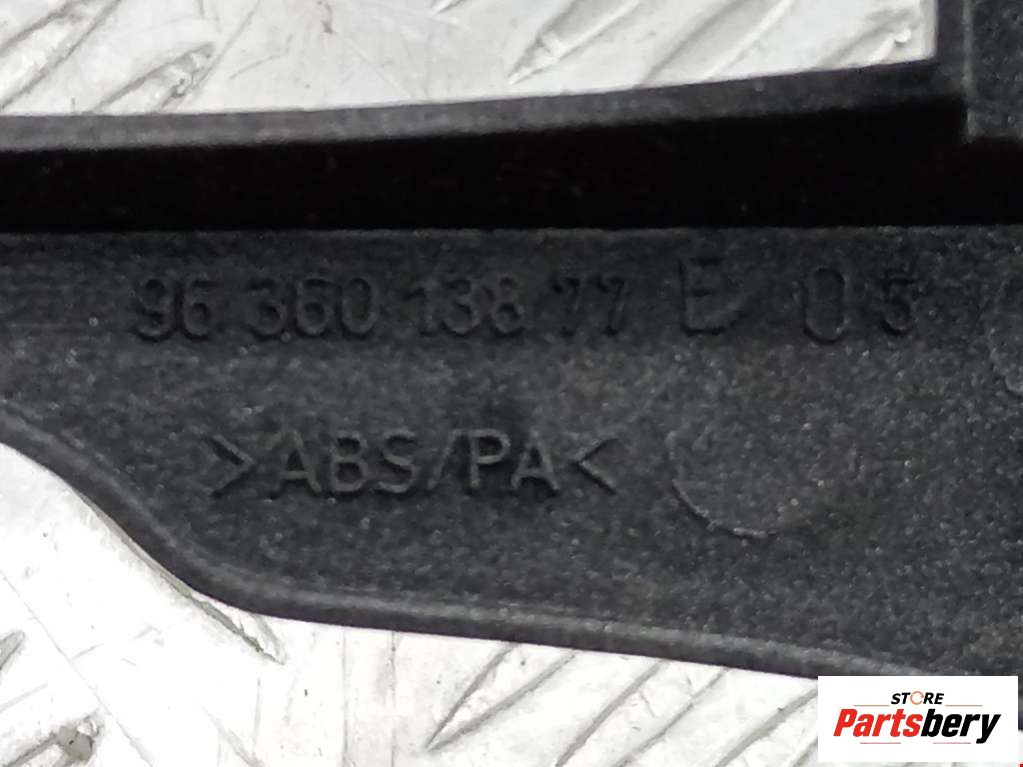 96 360 138 77 E 05
>ABS/PA<
STORE
Partsbery